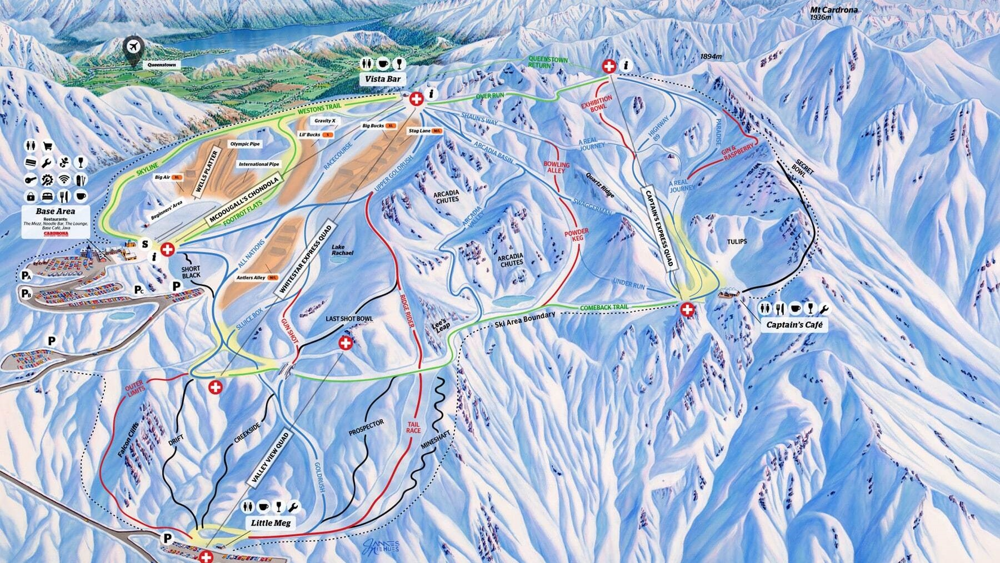 Mt Cardrona
1936m
1894m
Queenstown
Vista Bar
i
QUEENSTOWN
RETURN
i
OVER RUN
WESTONS TRAIL
EXHIBITION
BOWL
SHAUN'S WAY
A REAL
JOURNEY
HIGHWAY
89
PARADISE
GIN &
RASPBERRY
SECRET
BOWL
Gravity X
Lil' Bucks S
Big Bucks XL
Stag Lane M/L
Olympic Pipe
International Pipe
Big Air XL
WELLS PLATTER
SKYLINE
RACECOURSE
UPPER GOLDRUSH
ARCADIA BASIN
BOWLING
ALLEY
Quartz Ridge
A REAL
JOURNEY
Beginners' Area
MCDOUGALL'S CHONDOLA
FOOTROT FLATS
ARCADIA
CHUTES
ARCADIA
VALLEY
SWAGGERMAN
CAPTAIN'S EXPRESS QUAD
Base Area
Restaurants:
The Mezz, Noodle Bar, The Lounge,
Base Café, Java
CARDRONA
S
i
ALL NATIONS
WHITESTAR EXPRESS QUAD
Lake
Rachael
POWDER
KEG
TULIPS
ARCADIA
CHUTES
SHORT
BLACK
Antlers Alley M/L
PA
PB
PC
P
P
UNDER RUN
COMEBACK TRAIL
Ski Area Boundary
Captain's Café
SLUICE BOX
GUN SHOT
LAST SHOT BOWL
RIDGE RIDER
Lee's
Leap
OUTER
LIMITS
Falcon Cliffs
DRIFT
CREEKSIDE
VALLEY VIEW QUAD
GOLDRUSH
PROSPECTOR
TAIL
RACE
MINESHAFT
Little Meg
P
JAMES
NIEHUES